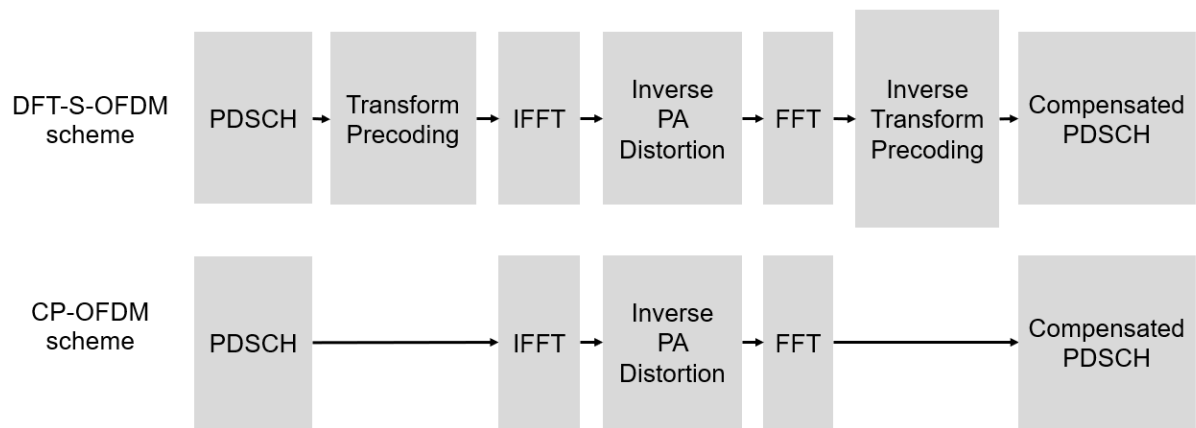 DFT-S-OFDM
scheme
PDSCH
Transform
Precoding
IFFT
Inverse
PA
Distortion
FFT
Inverse
Transform
Precoding
Compensated
PDSCH
CP-OFDM
scheme
PDSCH
IFFT
Inverse
PA
Distortion
FFT
Compensated
PDSCH